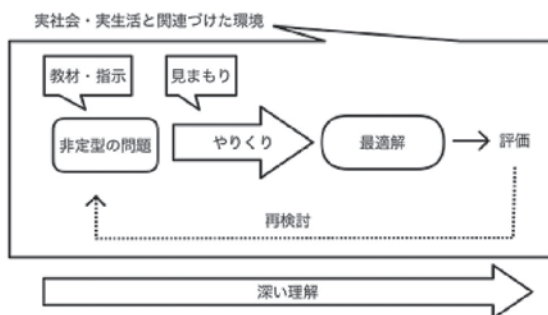 実社会・実生活と関連づけた環境
教材・指示
見まもり
非定型の問題
やりくり
最適解
評価
再検討
深い理解